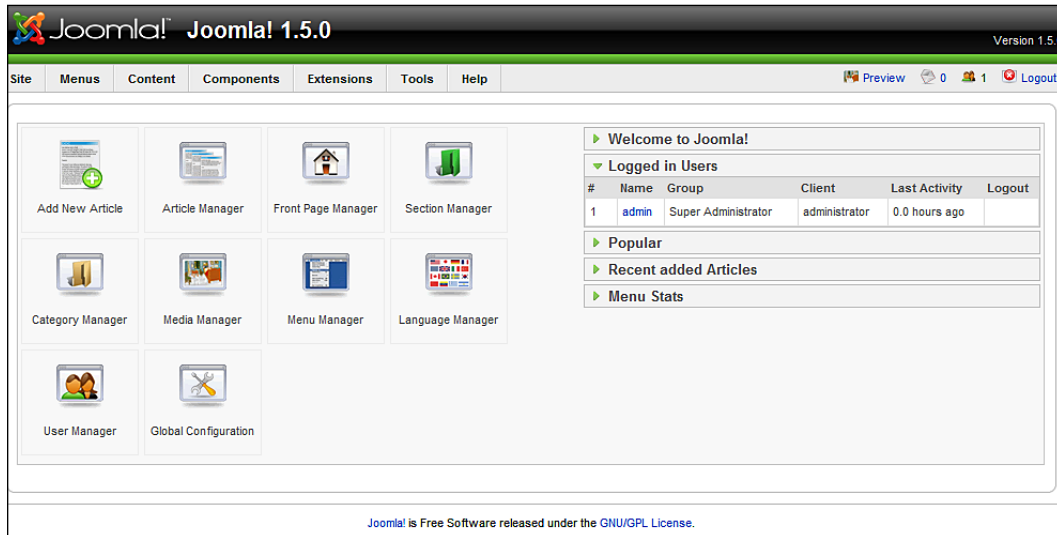 Joomla! Joomla! 1.5.0
Version 1.5.
Site Menus Content Components Extensions Tools Help Preview 0 1 Logout
Add New Article Article Manager Front Page Manager Section Manager
Category Manager Media Manager Menu Manager Language Manager
User Manager Global Configuration
Welcome to Joomla!
Logged in Users
# Name Group Client Last Activity Logout
1 admin Super Administrator administrator 0.0 hours ago
Popular
Recent added Articles
Menu Stats
Joomla! is Free Software released under the GNU/GPL License.